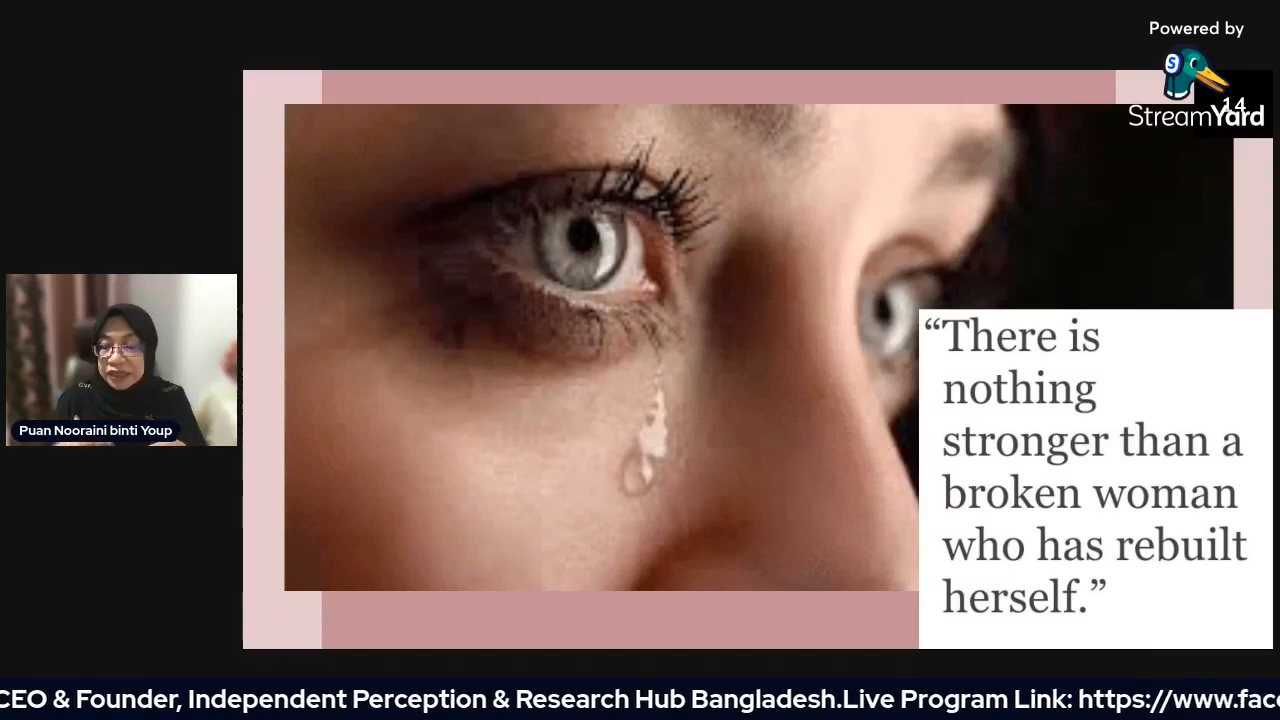 Powered by
StreamYard
14
“There is
nothing
stronger than a
broken woman
who has rebuilt
herself.”
Puan Nooraini binti Youp
CEO & Founder, Independent Perception & Research Hub Bangladesh.Live Program Link: https://www.fac